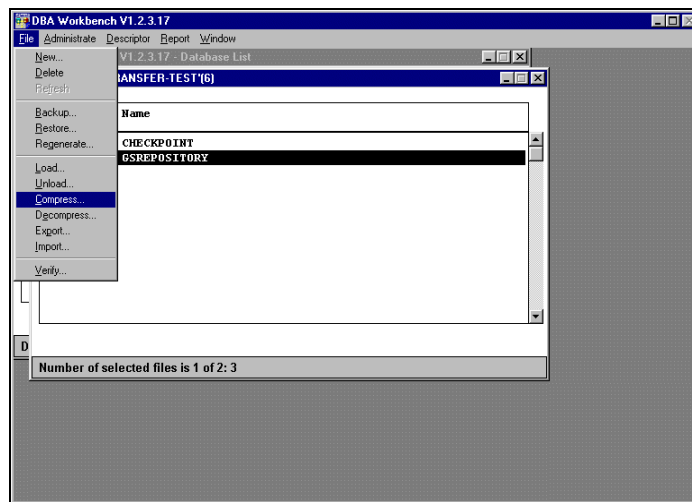 DBA Workbench V1.2.3.17
File Administrate Descriptor Report Window
V1.2.3.17 - Database List
New...
Delete
Refresh
ANSFER-TEST'(6)
Backup...
Restore...
Regenerate...
Name
CHECKPOINT
GSREPOSITORY
Load...
Unload...
Compress...
Decompress...
Export...
Import...
Verify...
D
Number of selected files is 1 of 2: 3